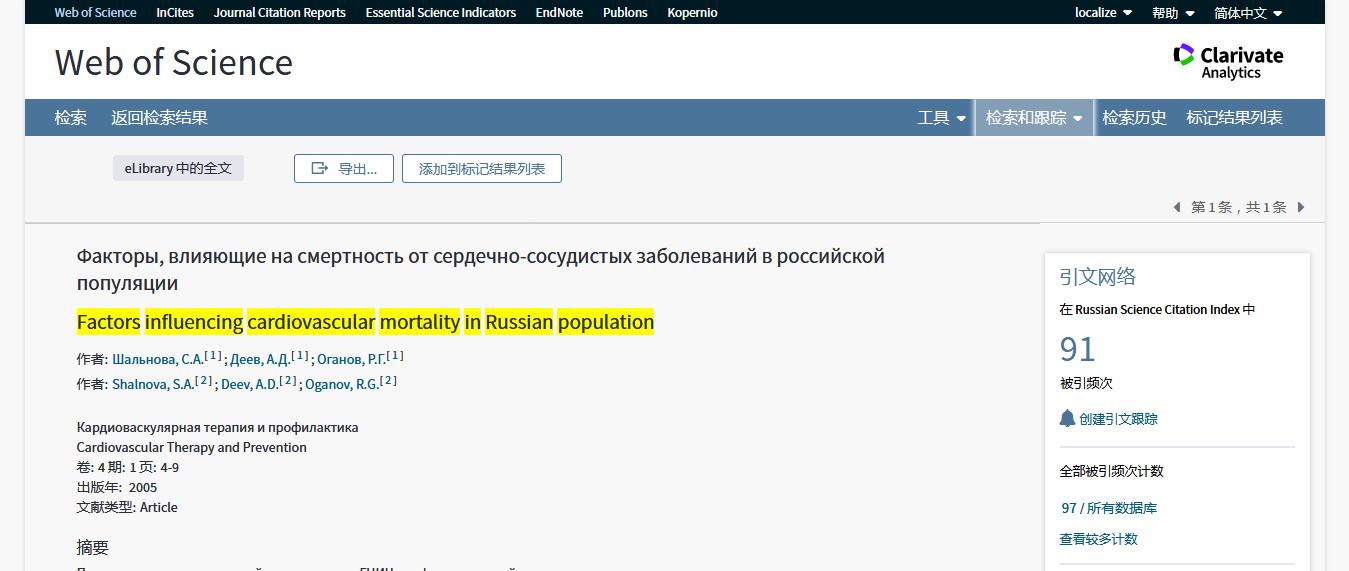 Web of Science InCites Journal Citation Reports Essential Science Indicators EndNote Publons Kopernio localize 帮助 简体中文
Web of Science
Clarivate
Analytics
检索 返回检索结果 工具 检索和跟踪 检索历史 标记结果列表
eLibrary 中的全文 导出... 添加到标记结果列表
第 1 条，共 1 条
Факторы, влияющие на смертность от сердечно-сосудистых заболеваний в российской
популяции
Factors influencing cardiovascular mortality in Russian population
作者: Шальнова, С.А.[1]; Деев, А.Д.[1]; Оганов, Р.Г.[1]
作者: Shalnova, S.A.[2]; Deev, A.D.[2]; Oganov, R.G.[2]
Кардиоваскулярная терапия и профилактика
Cardiovascular Therapy and Prevention
卷: 4 期: 1 页: 4-9
出版年: 2005
文献类型: Article
摘要
引文网络
在 Russian Science Citation Index 中
91
被引频次
创建引文跟踪
全部被引频次计数
97 / 所有数据库
查看较多计数